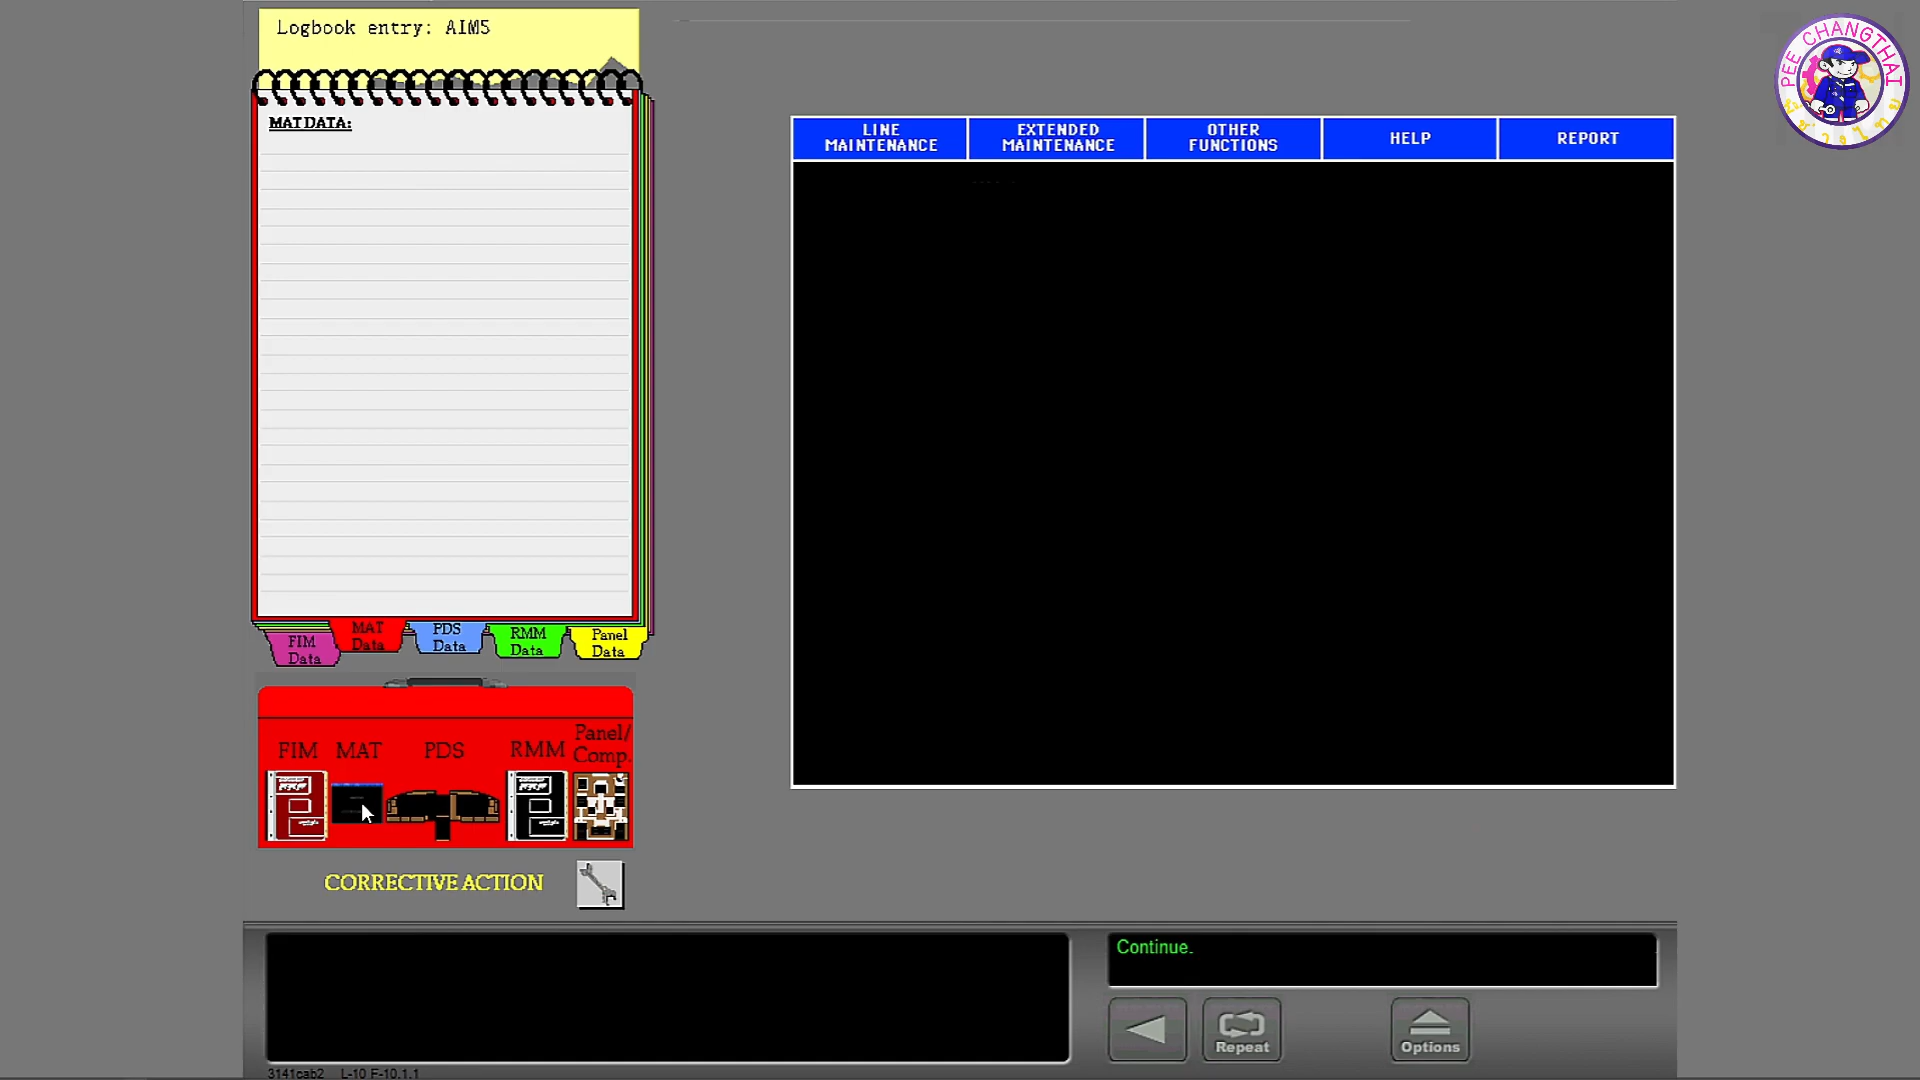 Logbook entry: AIMS
MAT DATA:
FIM Data
MAT Data
PDS Data
RMM Data
Panel Data
FIM
MAT
PDS
RMM
Panel/
Comp.
CORRECTIVE ACTION
LINE
MAINTENANCE
EXTENDED
MAINTENANCE
OTHER
FUNCTIONS
HELP
REPORT
Continue.
Repeat
Options
3141cab2 L-10 F-10.1.1
PEE CHANGTHAI